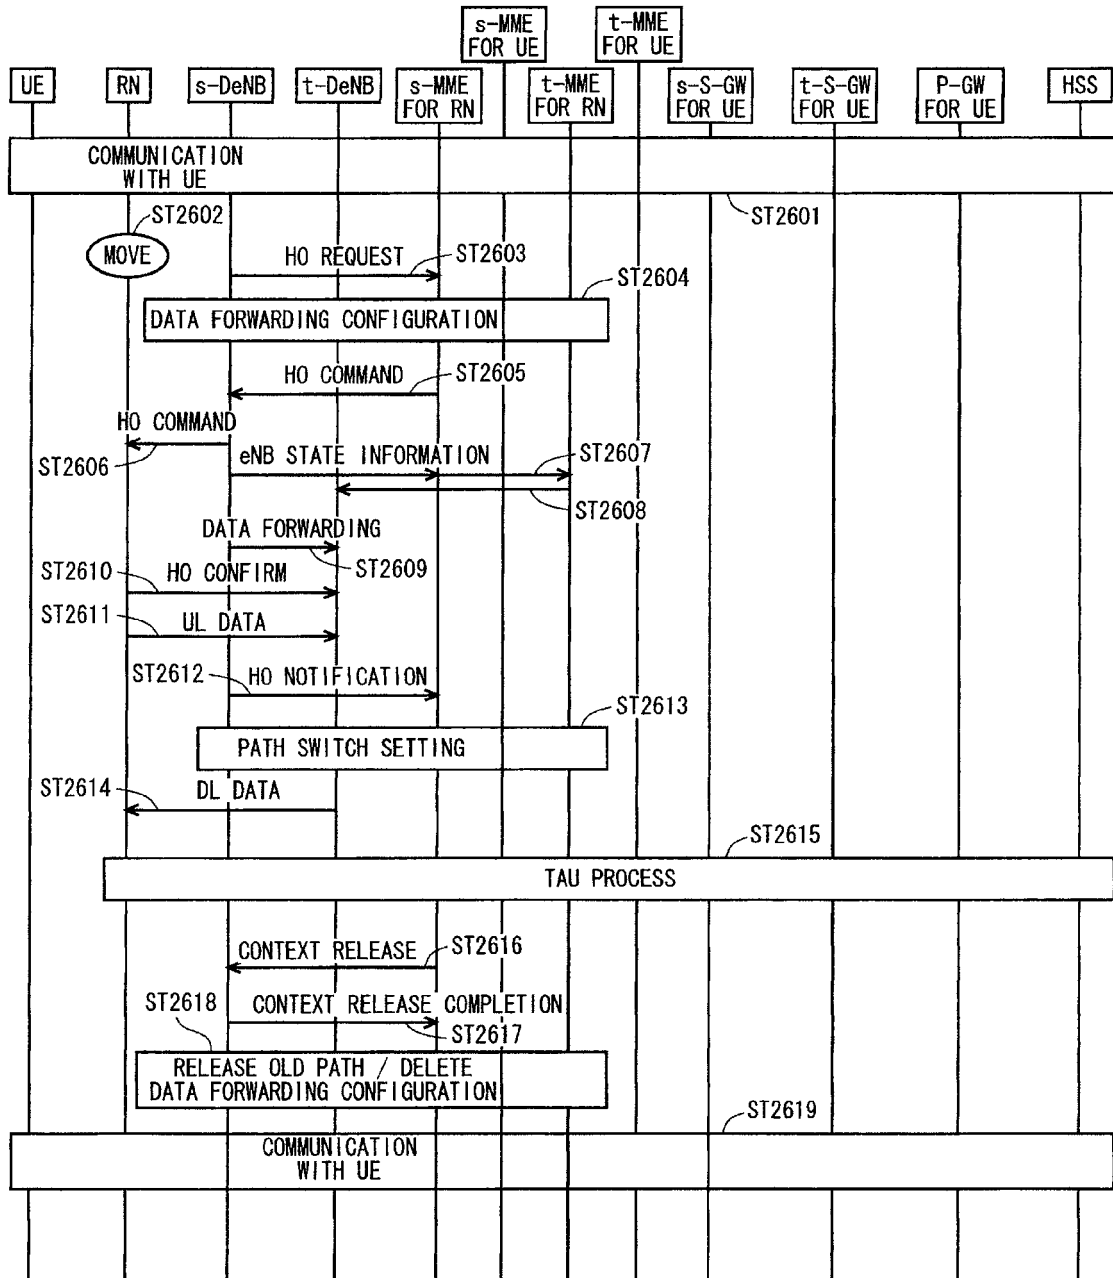 s-MME
FOR UE
t-MME
FOR UE
UE
RN
s-DeNB
t-DeNB
s-MME
FOR RN
t-MME
FOR RN
s-S-GW
FOR UE
t-S-GW
FOR UE
P-GW
FOR UE
HSS
COMMUNICATION
WITH UE
ST2601
ST2602
MOVE
HO REQUEST
ST2603
ST2604
DATA FORWARDING CONFIGURATION
HO COMMAND
ST2605
HO COMMAND
ST2606
eNB STATE INFORMATION
ST2607
ST2608
DATA FORWARDING
ST2609
ST2610
HO CONFIRM
ST2611
UL DATA
ST2612
HO NOTIFICATION
ST2613
PATH SWITCH SETTING
ST2614
DL DATA
ST2615
TAU PROCESS
CONTEXT RELEASE
ST2616
ST2618
CONTEXT RELEASE COMPLETION
ST2617
RELEASE OLD PATH / DELETE
DATA FORWARDING CONFIGURATION
ST2619
COMMUNICATION
WITH UE